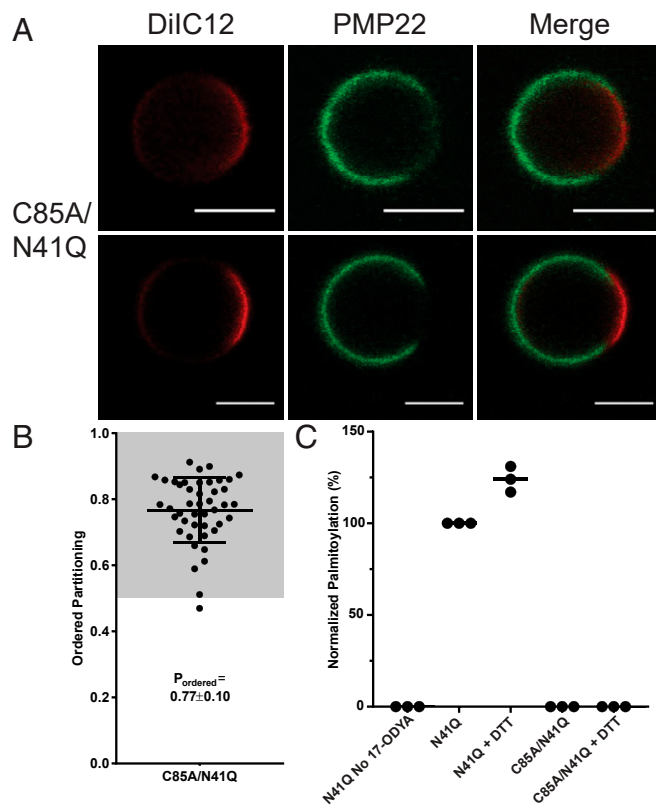 A
DiIC12 PMP22 Merge
C85A/
N41Q
B
1.0
0.8
0.6
0.4
0.2
0.0
Ordered Partitioning
Pordered=
0.77±0.10
C85A/N41Q
C
150
100
50
0
Normalized Palmitoylation (%)
N41Q No 17-ODYA
N41Q
N41Q + DTT
C85A/N41Q
C85A/N41Q + DTT